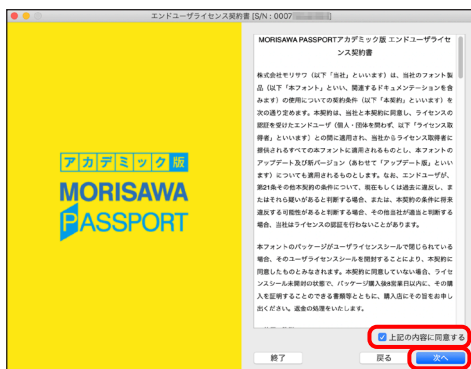 エンドユーザライセンス契約書 [S/N : 0007
アカデミック版
MORISAWA
PASSPORT
MORISAWA PASSPORTアカデミック版 エンドユーザライセ
ンス契約書
株式会社モリサワ（以下「当社」といいます）は、当社のフォント製
品（以下「本フォント」といい、関連するドキュメンテーションを含
みます）の使用についての契約条件（以下「本契約」といいます）を
次の通り定めます。本契約は、当社と本契約に同意し、ライセンスの
認証を受けたエンドユーザ（個人・団体を問わず、以下「ライセンス取
得者」といいます）との間に適用され、当社からライセンス取得者に
提供されるすべての本フォントに適用されるものとし、本フォントの
アップデート及び新バージョン（あわせて「アップデート版」といい
ます）についても適用されるものとします。なお、エンドユーザが、
第21条その他本契約の条件について、現在もしくは過去に違反し、ま
たはそれら疑いがあると判断する場合、または、本契約の条件に将来
違反する可能性があると判断する場合、その他当社が適当と判断する
場合、当社はライセンスの認証を行わないことがあります。
本フォントのパッケージがユーザライセンスシールで閉じられている
場合、そのユーザライセンスシールを開封することにより、本契約に
同意したものとみなされます。本契約に同意していない場合、ライセ
ンスシール未開封の状態で、パッケージ購入後8営業日以内に、その購
入を証明することのできる書類等とともに、購入店にその旨をお申し
出ください。返金の処理をいたします。
上記の内容に同意する
終了
戻る
次へ